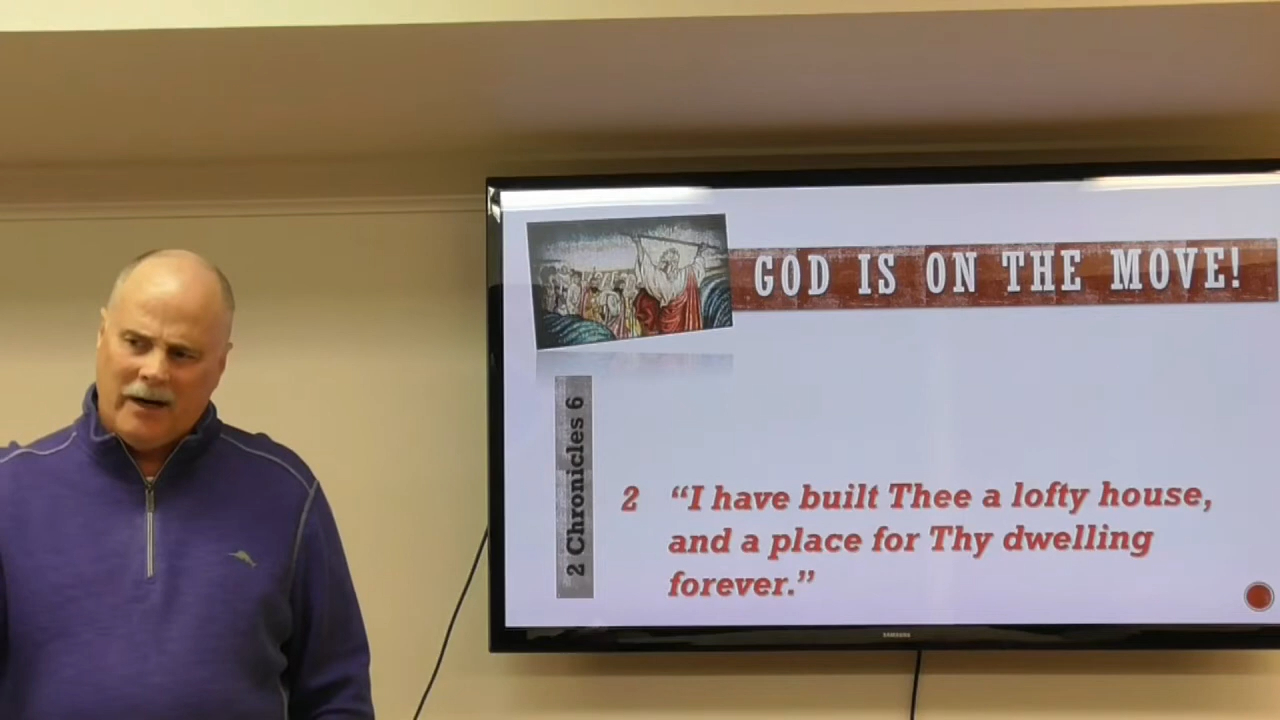 GOD IS ON THE MOVE!
2 Chronicles 6
2 “I have built Thee a lofty house,
and a place for Thy dwelling
forever.”
SAMSUNG